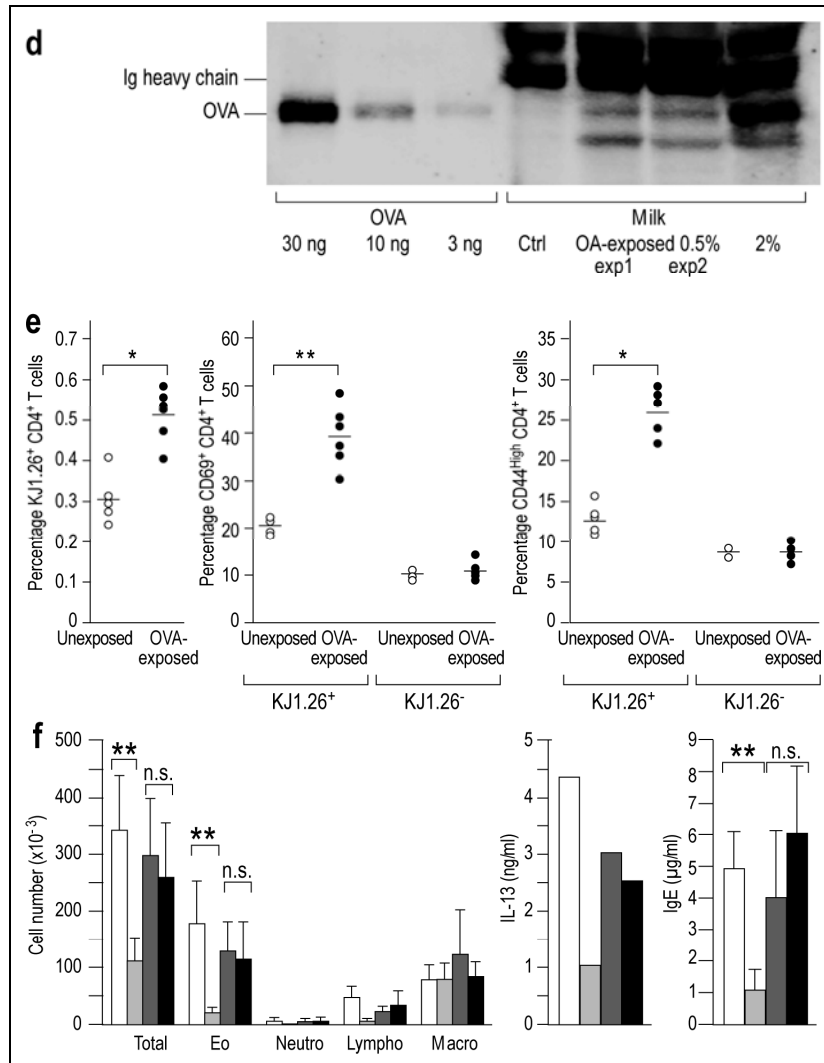 d
Ig heavy chain
OVA
OVA Milk
30 ng 10 ng 3 ng Ctrl OA-exposed 0.5% 2%
exp1 exp2
e
Percentage KJ1.26⁺ CD4⁺ T cells
0.7
0.6
0.5
0.4
0.3
0.2
0.1
0
*
Unexposed OVA-
exposed
Percentage CD69⁺ CD4⁺ T cells
60
50
40
30
20
10
0
**
Unexposed OVA-
exposed
Unexposed OVA-
exposed
KJ1.26⁺ KJ1.26⁻
Percentage CD44ᴴⁱᵍʰ CD4⁺ T cells
35
30
25
20
15
10
5
0
*
Unexposed OVA-
exposed
Unexposed OVA-
exposed
KJ1.26⁺ KJ1.26⁻
f
Cell number (x10⁻³)
500
400
300
200
100
0
**
n.s.
**
n.s.
Total Eo Neutro Lympho Macro
IL-13 (ng/ml)
5
4
3
2
1
0
IgE (µg/ml)
9
8
7
6
5
4
3
2
1
0
** n.s.